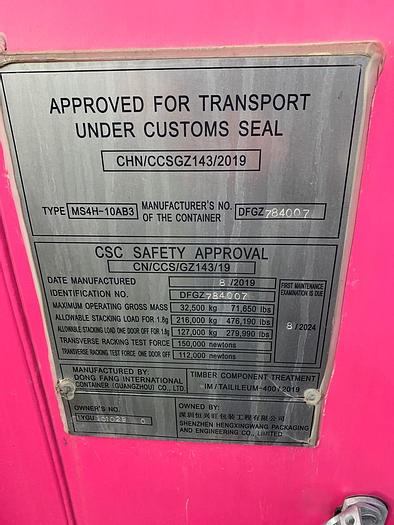 APPROVED FOR TRANSPORT
UNDER CUSTOMS SEAL
CHN/CCSGZ143/2019
TYPE MS4H-10AB3 MANUFACTURER'S NO. OF THE CONTAINER DFGZ784007
CSC SAFETY APPROVAL
CN/CCS/GZ143/19
DATE MANUFACTURED 8/2019
IDENTIFICATION NO. DFGZ784007
MAXIMUM OPERATING GROSS MASS 32,500 kg 71,650 lbs
ALLOWABLE STACKING LOAD FOR 1.8g 216,000 kg 476,190 lbs
ALLOWABLE STACKING LOAD ONE DOOR OFF FOR 1.8g 127,000 kg 279,990 lbs
TRANSVERSE RACKING TEST FORCE 150,000 newtons
TRANSVERSE RACKING TEST FORCE ONE DOOR OFF 112,000 newtons
FIRST MAINTENANCE
EXAMINATION IS DUE
8/2024
MANUFACTURED BY:
DONG FANG INTERNATIONAL
CONTAINER (GUANGZHOU) CO., LTD.
TIMBER COMPONENT TREATMENT
IM/TAILILEUM-400/2019
OWNER'S NO.
OWNED BY:
深圳恒兴旺包装工程有限公司
SHENZHEN HENGXINGWANG PACKAGING
AND ENGINEERING CO., LIMITED